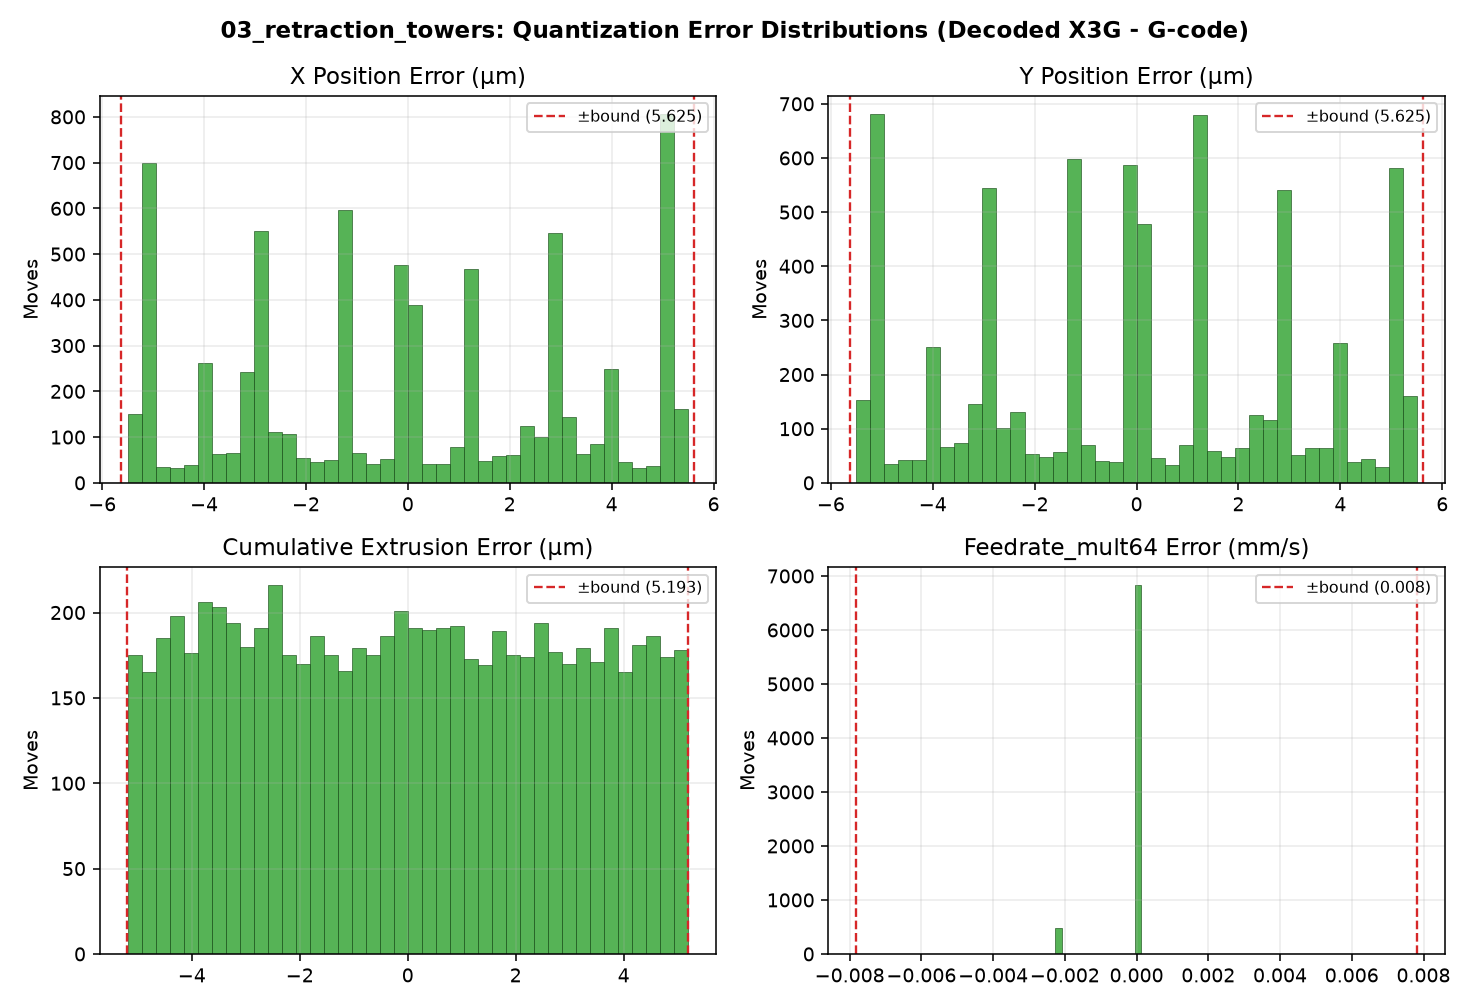 03_retraction_towers: Quantization Error Distributions (Decoded X3G - G-code)
X Position Error (µm)
±bound (5.625)
Moves
800
700
600
500
400
300
200
100
0
−6 −4 −2 0 2 4 6
Y Position Error (µm)
±bound (5.625)
Moves
700
600
500
400
300
200
100
0
−6 −4 −2 0 2 4 6
Cumulative Extrusion Error (µm)
±bound (5.193)
Moves
200
150
100
50
0
−4 −2 0 2 4
Feedrate_mult64 Error (mm/s)
±bound (0.008)
Moves
7000
6000
5000
4000
3000
2000
1000
0
−0.008 −0.006 −0.004 −0.002 0.000 0.002 0.004 0.006 0.008